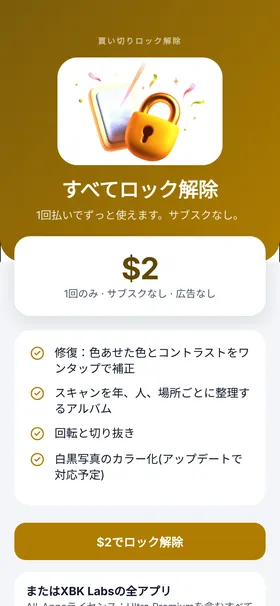 買い切りロック解除
すべてロック解除
1回払いでずっと使えます。サブスクなし。
$2
1回のみ · サブスクなし · 広告なし
修復：色あせた色とコントラストをワ
ンタップで補正
スキャンを年、人、場所ごとに整理す
るアルバム
回転と切り抜き
白黒写真のカラー化(アップデートで
対応予定)
$2でロック解除
またはXBK Labsの全アプリ